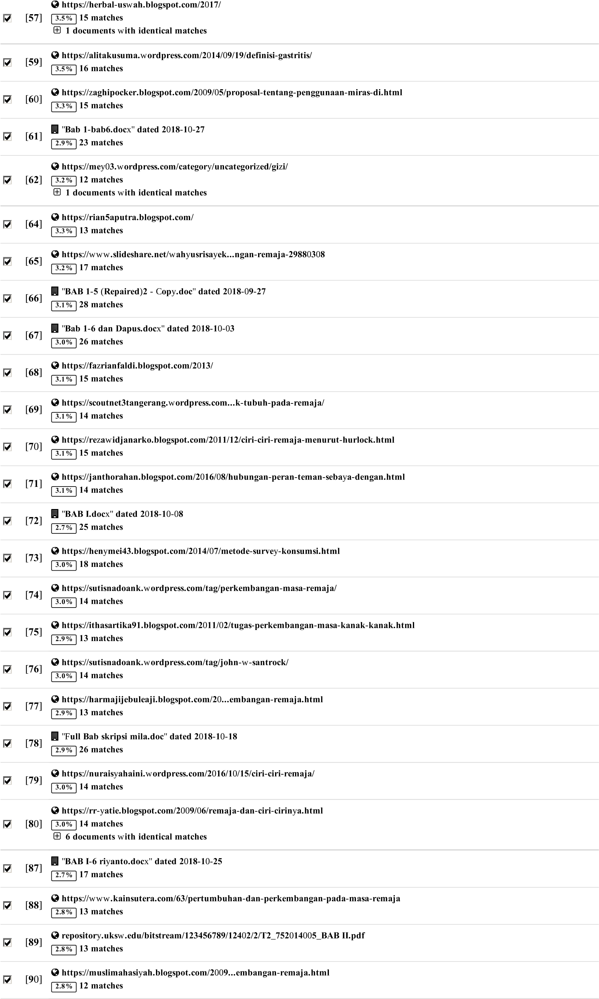 https://herbal-uswah.blogspot.com/2017/
[57] 3.5% 15 matches
1 documents with identical matches
https://alitakusuma.wordpress.com/2014/09/19/definisi-gastritis/
[59] 3.5% 16 matches
https://zaghipocker.blogspot.com/2009/05/proposal-tentang-penggunaan-miras-di.html
[60] 3.3% 15 matches
"Bab 1-bab6.docx" dated 2018-10-27
[61] 2.9% 23 matches
https://mey03.wordpress.com/category/uncategorized/gizi/
[62] 3.2% 12 matches
1 documents with identical matches
https://rian5aputra.blogspot.com/
[64] 3.3% 13 matches
https://www.slideshare.net/wahyusrisayek...ngan-remaja-29880308
[65] 3.2% 17 matches
"BAB 1-5 (Repaired)2 - Copy.doc" dated 2018-09-27
[66] 3.1% 28 matches
"Bab 1-6 dan Dapus.docx" dated 2018-10-03
[67] 3.0% 26 matches
https://fazrianfaldi.blogspot.com/2013/
[68] 3.1% 15 matches
https://scoutnet3tangerang.wordpress.com...k-tubuh-pada-remaja/
[69] 3.1% 14 matches
https://rezawidjanarko.blogspot.com/2011/12/ciri-ciri-remaja-menurut-hurlock.html
[70] 3.1% 15 matches
https://janthorahan.blogspot.com/2016/08/hubungan-peran-teman-sebaya-dengan.html
[71] 3.1% 14 matches
"BAB I.docx" dated 2018-10-08
[72] 2.7% 25 matches
https://henymei43.blogspot.com/2014/07/metode-survey-konsumsi.html
[73] 3.0% 18 matches
https://sutisnadoank.wordpress.com/tag/perkembangan-masa-remaja/
[74] 3.0% 14 matches
https://ithasartika91.blogspot.com/2011/02/tugas-perkembangan-masa-kanak-kanak.html
[75] 2.9% 13 matches
https://sutisnadoank.wordpress.com/tag/john-w-santrock/
[76] 3.0% 14 matches
https://harmajijebuleaji.blogspot.com/20...embangan-remaja.html
[77] 2.9% 13 matches
"Full Bab skripsi mila.doc" dated 2018-10-18
[78] 2.9% 26 matches
https://nuraisyahaini.wordpress.com/2016/10/15/ciri-ciri-remaja/
[79] 3.0% 14 matches
https://rr-yatie.blogspot.com/2009/06/remaja-dan-ciri-cirinya.html
[80] 3.0% 14 matches
6 documents with identical matches
"BAB I-6 riyanto.docx" dated 2018-10-25
[87] 2.7% 17 matches
https://www.kainsutera.com/63/pertumbuhan-dan-perkembangan-pada-masa-remaja
[88] 2.8% 13 matches
repository.uksw.edu/bitstream/123456789/12402/2/T2_752014005_BAB II.pdf
[89] 2.8% 13 matches
https://muslimahasiyah.blogspot.com/2009...embangan-remaja.html
[90] 2.8% 12 matches